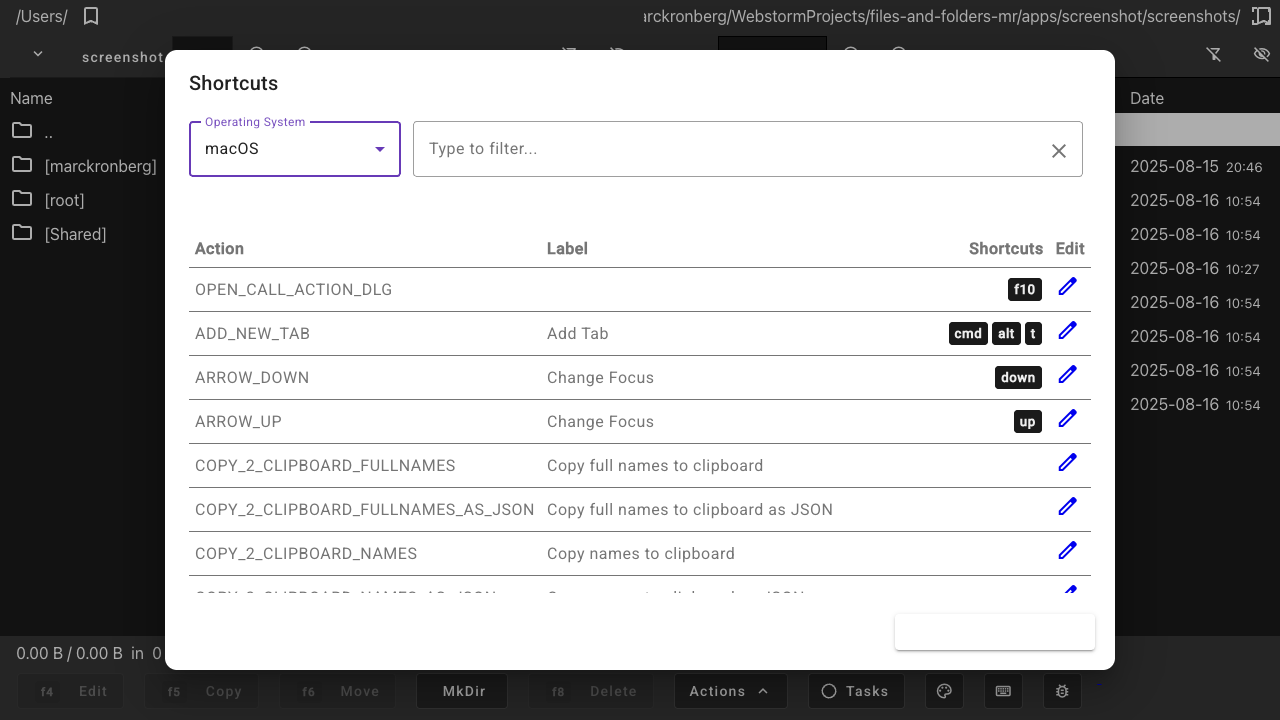 /Users/
rckronberg/WebstormProjects/files-and-folders-mr/apps/screenshot/screenshots/
screenshot
Shortcuts
Name
Date
Operating System
macOS
Type to filter...
..
[marckronberg]
2025-08-15 20:46
[root]
2025-08-16 10:54
[Shared]
2025-08-16 10:54
2025-08-16 10:27
2025-08-16 10:54
2025-08-16 10:54
2025-08-16 10:54
2025-08-16 10:54
Action Label Shortcuts Edit
OPEN_CALL_ACTION_DLG f10
ADD_NEW_TAB Add Tab cmd alt t
ARROW_DOWN Change Focus down
ARROW_UP Change Focus up
COPY_2_CLIPBOARD_FULLNAMES Copy full names to clipboard
COPY_2_CLIPBOARD_FULLNAMES_AS_JSON Copy full names to clipboard as JSON
COPY_2_CLIPBOARD_NAMES Copy names to clipboard
0.00 B / 0.00 B in 0
f4 Edit f5 Copy f6 Move MkDir f8 Delete Actions Tasks